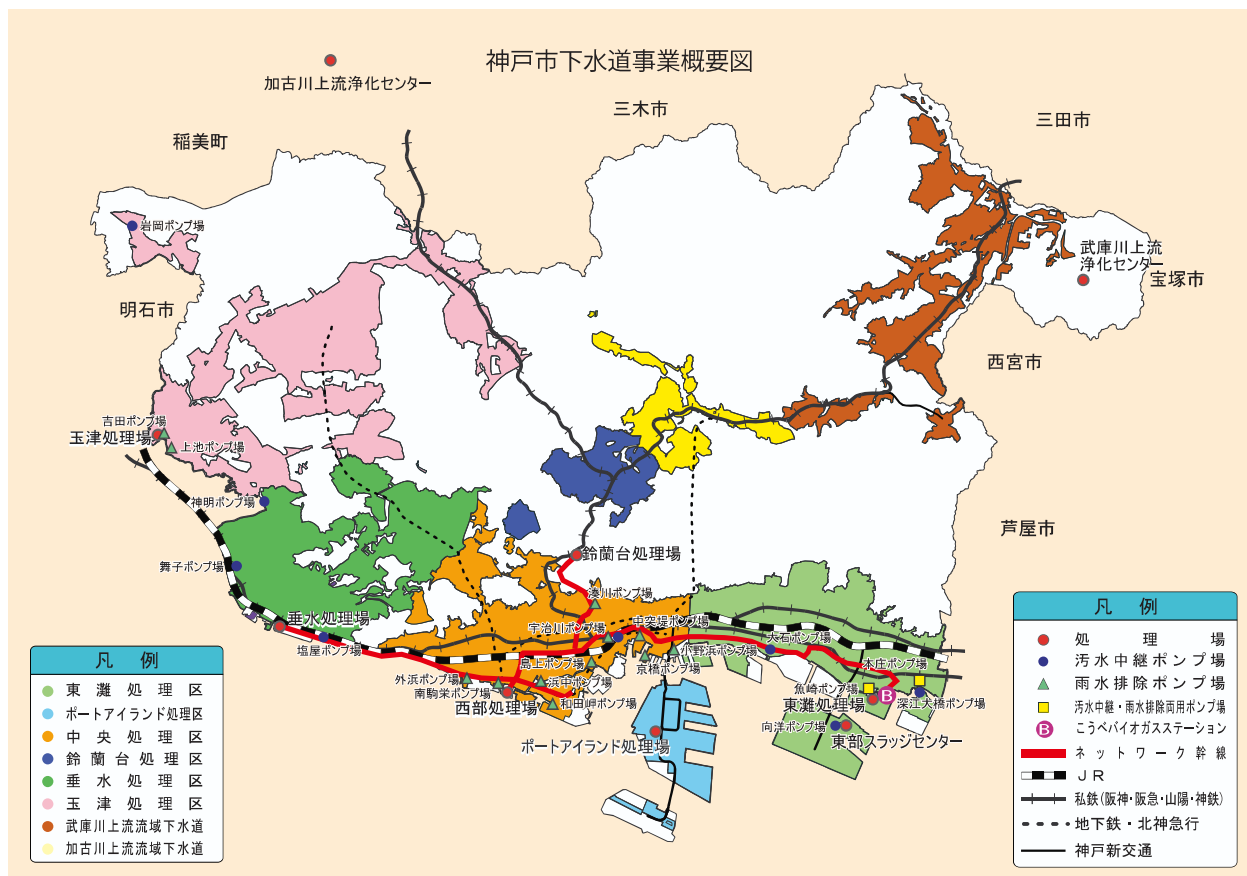 神戸市下水道事業概要図
加古川上流浄化センター
三木市
三田市
稲美町
岩岡ポンプ場
武庫川上流
浄化センター
宝塚市
明石市
西宮市
吉田ポンプ場
玉津処理場
上池ポンプ場
神明ポンプ場
芦屋市
鈴蘭台処理場
舞子ポンプ場
湊川ポンプ場
垂水処理場
宇治川ポンプ場
中突堤ポンプ場
大石ポンプ場
塩屋ポンプ場
小野浜ポンプ場
島上ポンプ場
京橋ポンプ場
本庄ポンプ場
外浜ポンプ場
浜中ポンプ場
南駒栄ポンプ場
魚崎ポンプ場
西部処理場
和田岬ポンプ場
東灘処理場
深江大橋ポンプ場
向洋ポンプ場
ポートアイランド処理場
東部スラッジセンター
凡例
東灘処理区
ポートアイランド処理区
中央処理区
鈴蘭台処理区
垂水処理区
玉津処理区
武庫川上流流域下水道
加古川上流流域下水道
凡例
処理場
汚水中継ポンプ場
雨水排除ポンプ場
汚水中継・雨水排除両用ポンプ場
B こうべバイオガスステーション
ネットワーク幹線
JR
私鉄(阪神・阪急・山陽・神鉄)
地下鉄・北神急行
神戸新交通
B